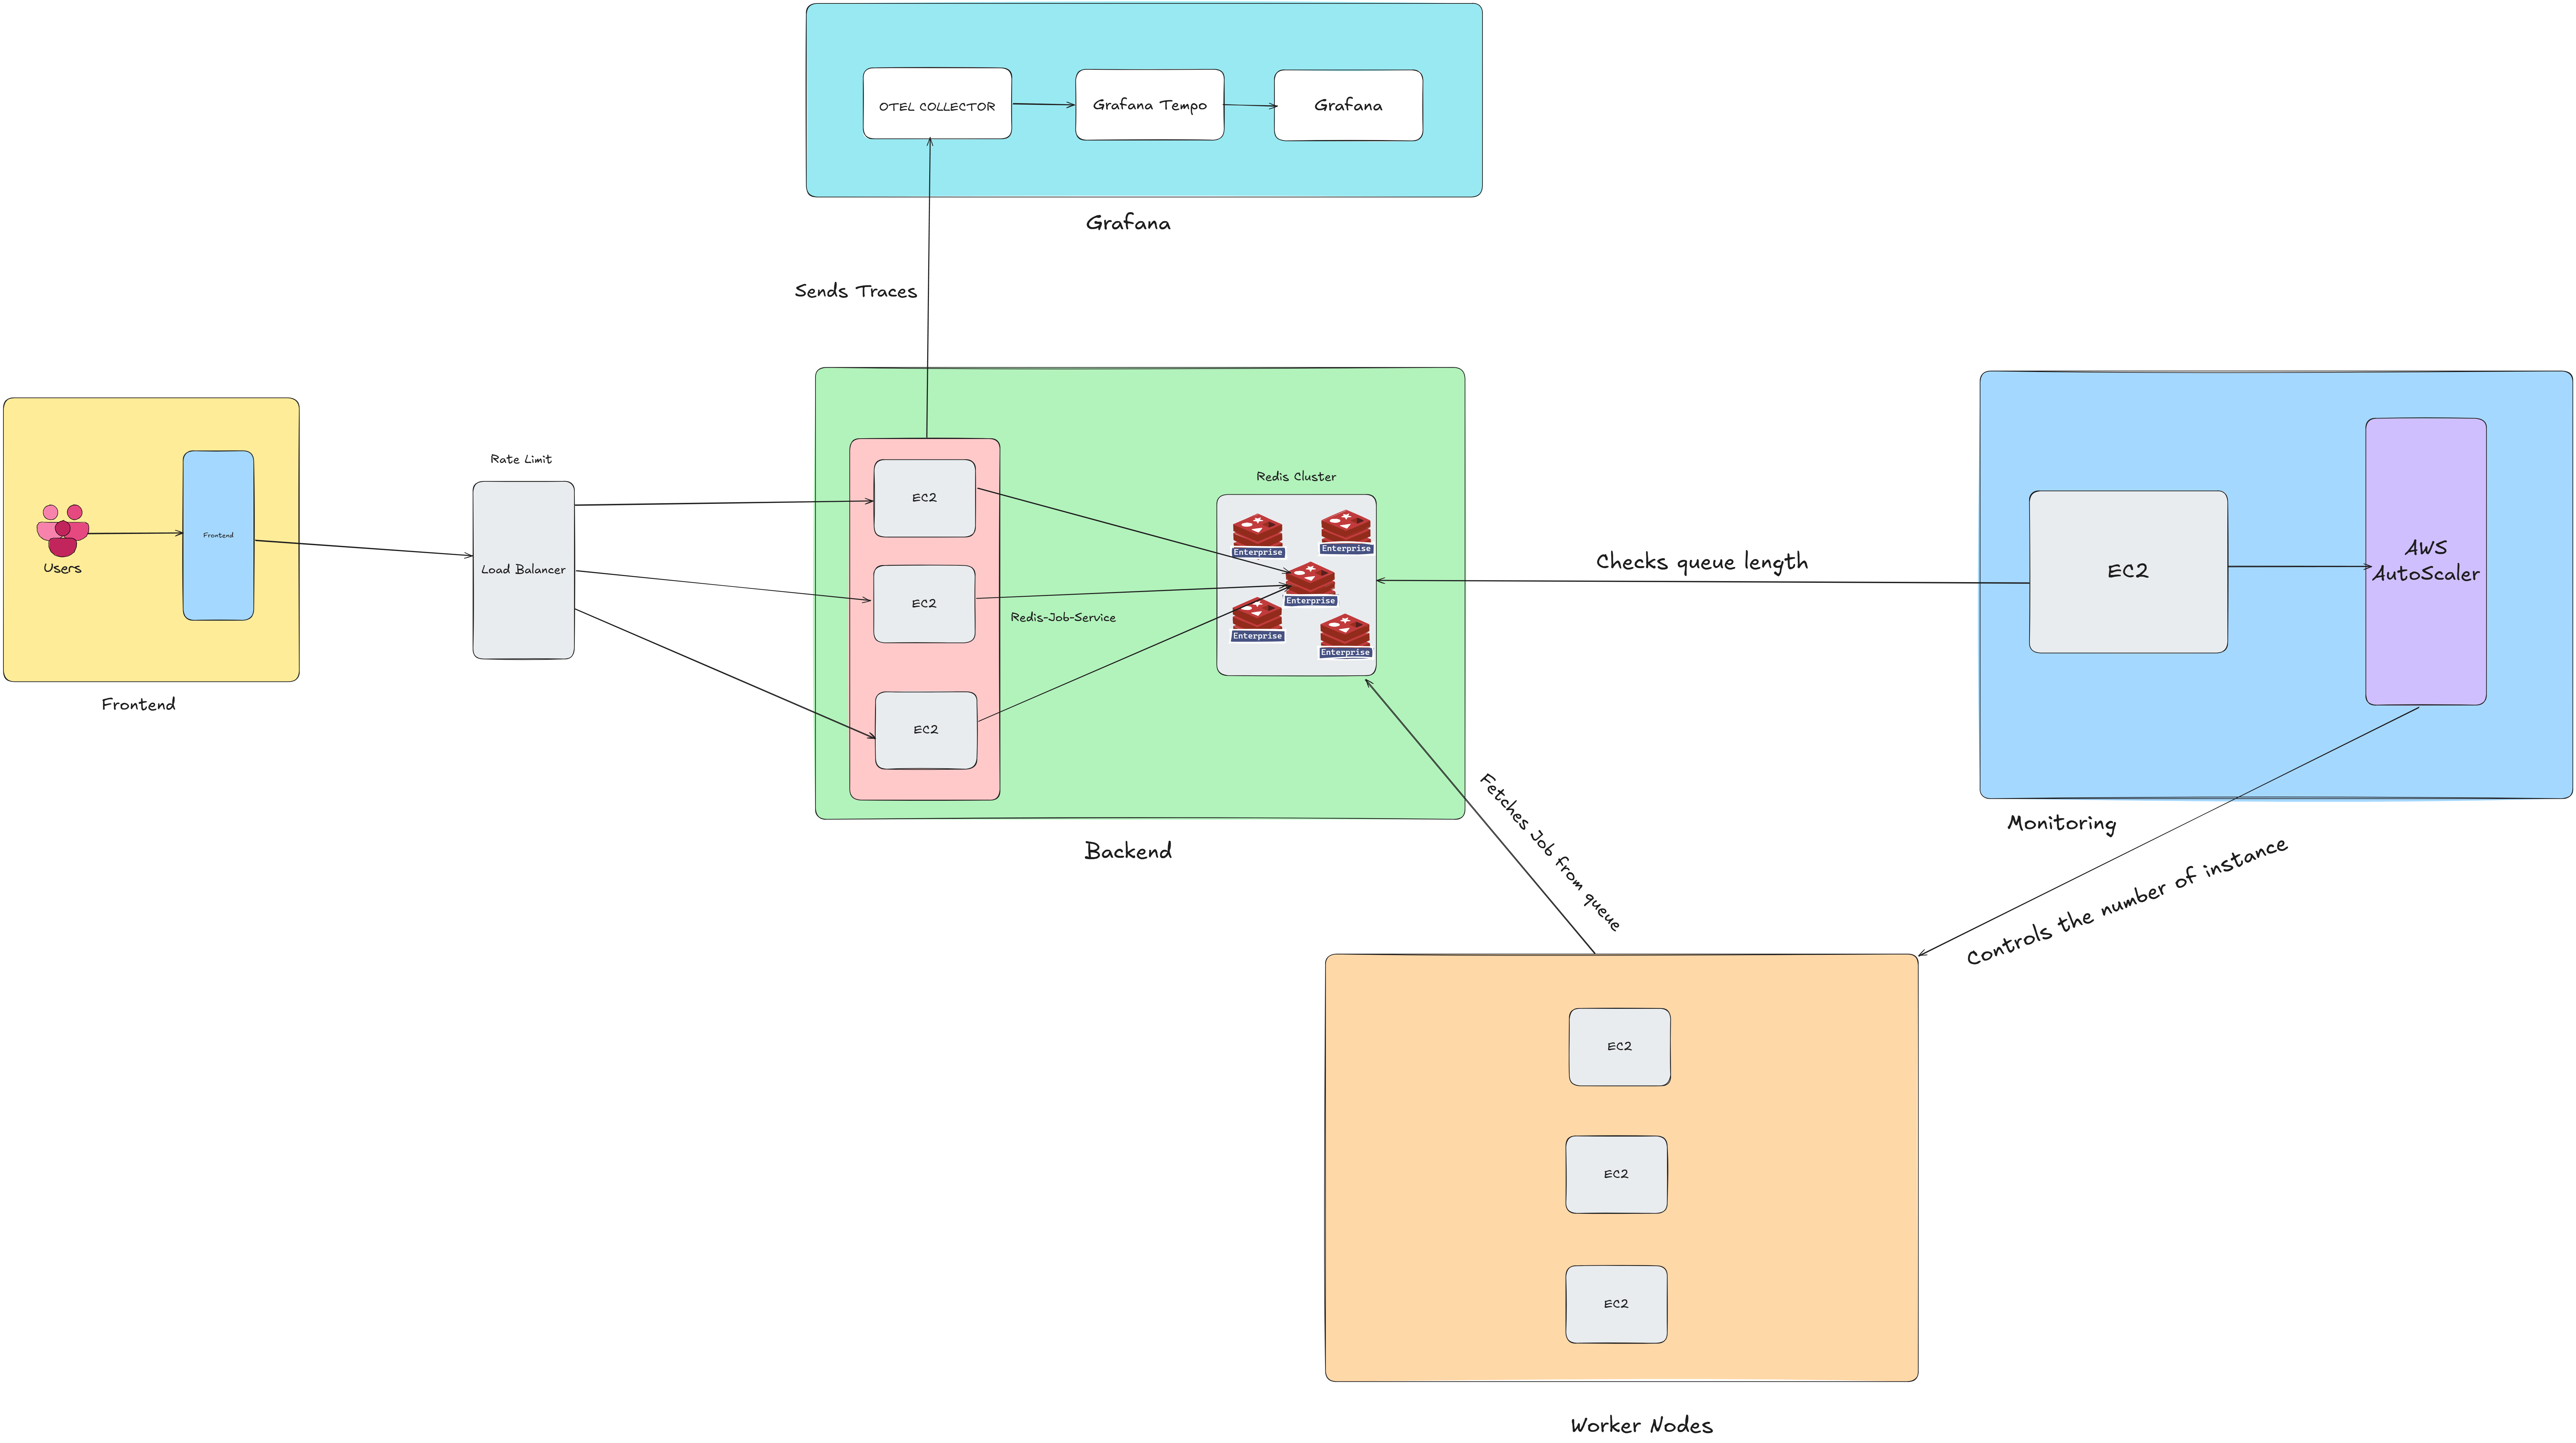 OTEL COLLECTOR
Grafana Tempo
Grafana
Grafana
Sends Traces
Users
Frontend
Frontend
Rate Limit
Load Balancer
EC2
EC2
EC2
Redis-Job-Service
Redis Cluster
Enterprise
Enterprise
Enterprise
Enterprise
Enterprise
Backend
Checks queue length
EC2
AWS
AutoScaler
Monitoring
Fetches Job from queue
Controls the number of instance
EC2
EC2
EC2
Worker Nodes